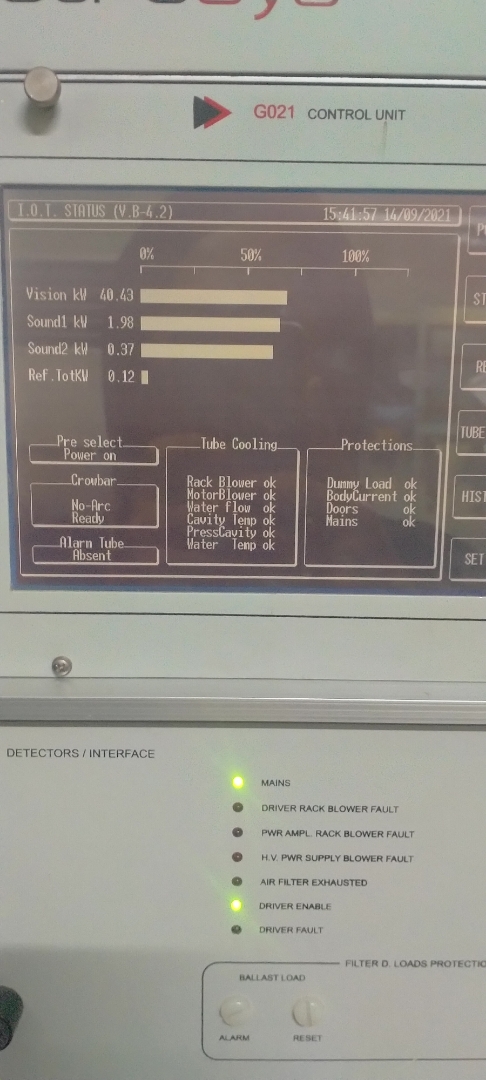 G021 CONTROL UNIT
I.O.T. STATUS (V.B-4.2) 15:41:57 14/09/2021
0% 50% 100%
Vision kW 40.43
Sound1 kW 1.98
Sound2 kW 0.37
Ref.TotKW 0.12
Pre select
Power on
Crowbar
No-Arc
Ready
Alarn Tube
Absent
Tube Cooling
Rack Blower ok
MotorBlower ok
Water flow ok
Cavity Temp ok
PressCavity ok
Water Temp ok
Protections
Dummy Load ok
BodyCurrent ok
Doors ok
Mains ok
ST
RE
TUBE
HIST
SET
DETECTORS / INTERFACE
MAINS
DRIVER RACK BLOWER FAULT
PWR AMPL. RACK BLOWER FAULT
H.V. PWR SUPPLY BLOWER FAULT
AIR FILTER EXHAUSTED
DRIVER ENABLE
DRIVER FAULT
FILTER D. LOADS PROTECTIO
BALLAST LOAD
ALARM RESET